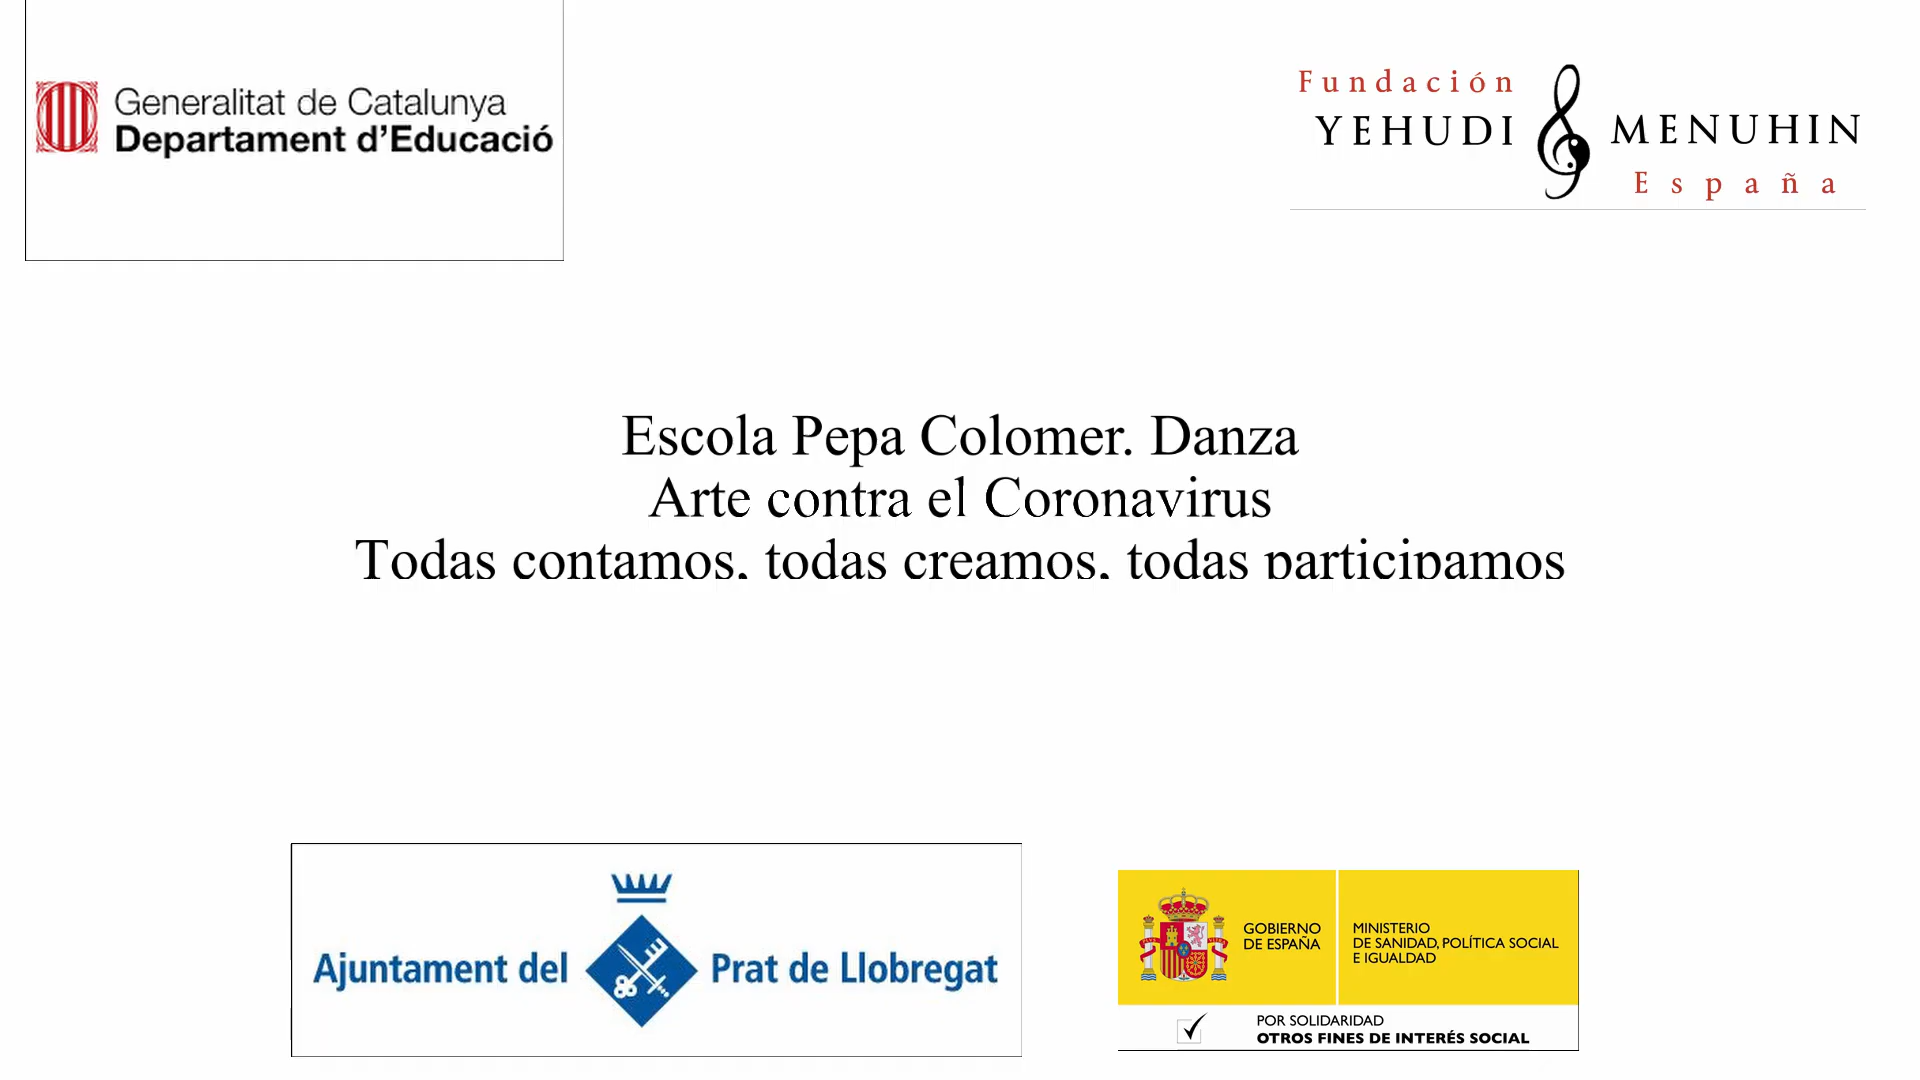 Generalitat de Catalunya
Departament d'Educació
Fundación
YEHUDI MENUHIN
España
Escola Pepa Colomer. Danza
Arte contra el Coronavirus
Todas contamos, todas creamos, todas participamos
Ajuntament del Prat de Llobregat
GOBIERNO
DE ESPAÑA
MINISTERIO
DE SANIDAD, POLÍTICA SOCIAL
E IGUALDAD
POR SOLIDARIDAD
OTROS FINES DE INTERÉS SOCIAL